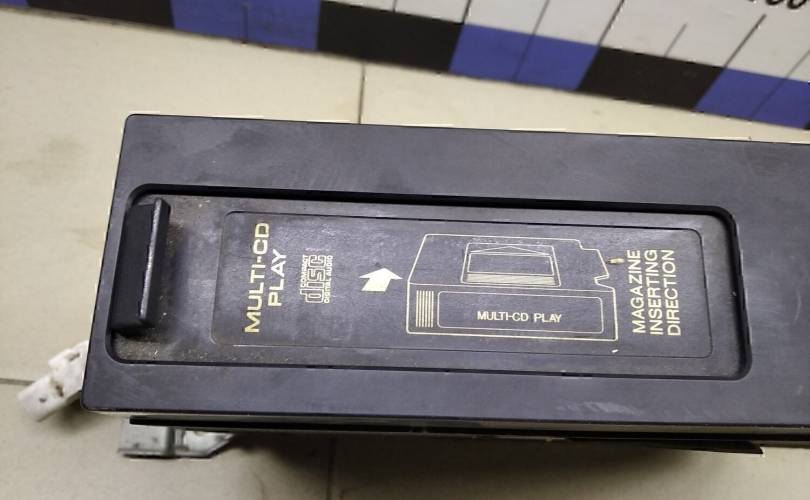 MULTI-CD
PLAY
COMPACT
disc
DIGITAL AUDIO
MULTI-CD PLAY
MAGAZINE
INSERTING
DIRECTION